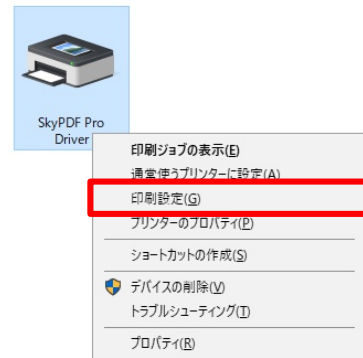 SkyPDF Pro
Driver
印刷ジョブの表示(E)
通常使うプリンターに設定(A)
印刷設定(G)
プリンターのプロパティ(P)
ショートカットの作成(S)
デバイスの削除(V)
トラブルシューティング(T)
プロパティ(R)